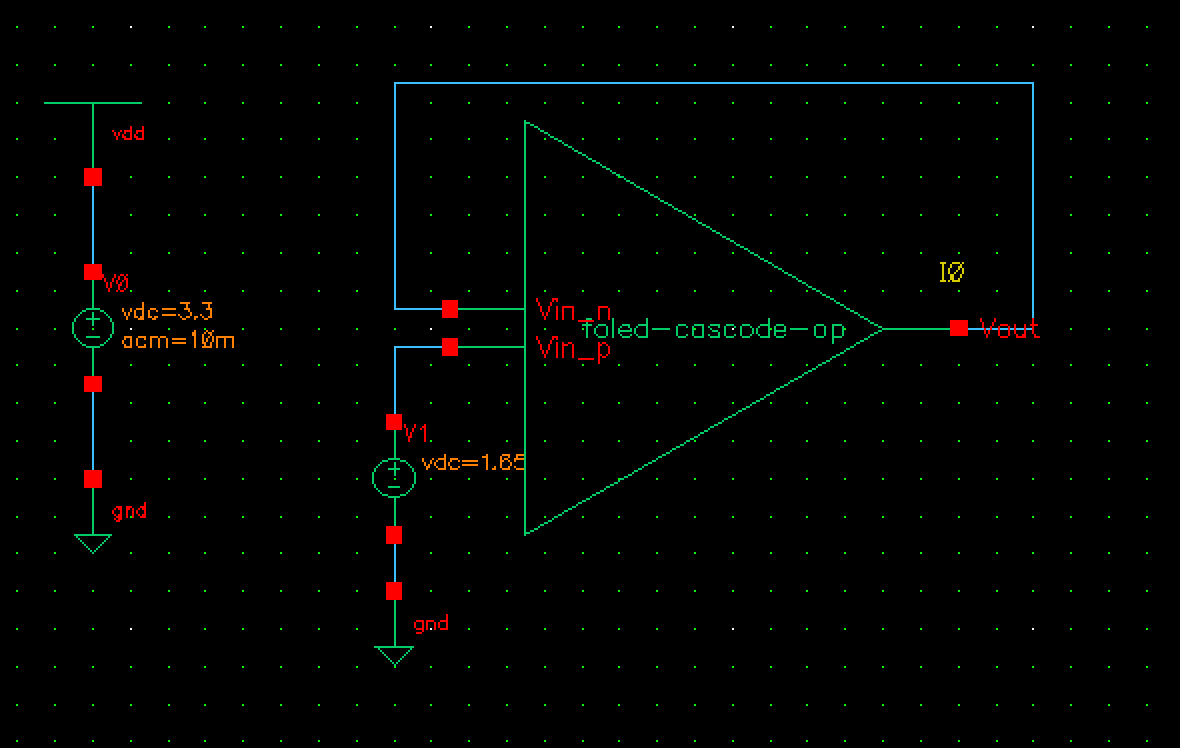 vdd
V0
vdc=3.3
acm=10m
gnd
I0
Vin_n
foled-cascode-op
Vout
Vin_p
V1
vdc=1.65
gnd